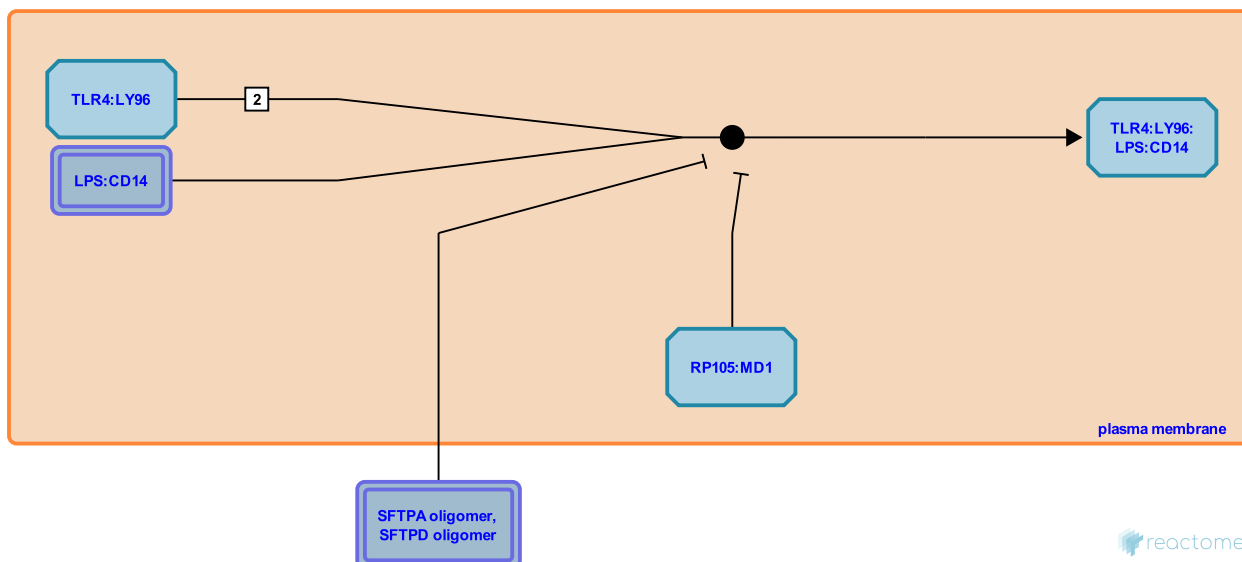 TLR4:LY96
2
LPS:CD14
TLR4:LY96:
LPS:CD14
RP105:MD1
plasma membrane
SFTPA oligomer,
SFTPD oligomer
reactome